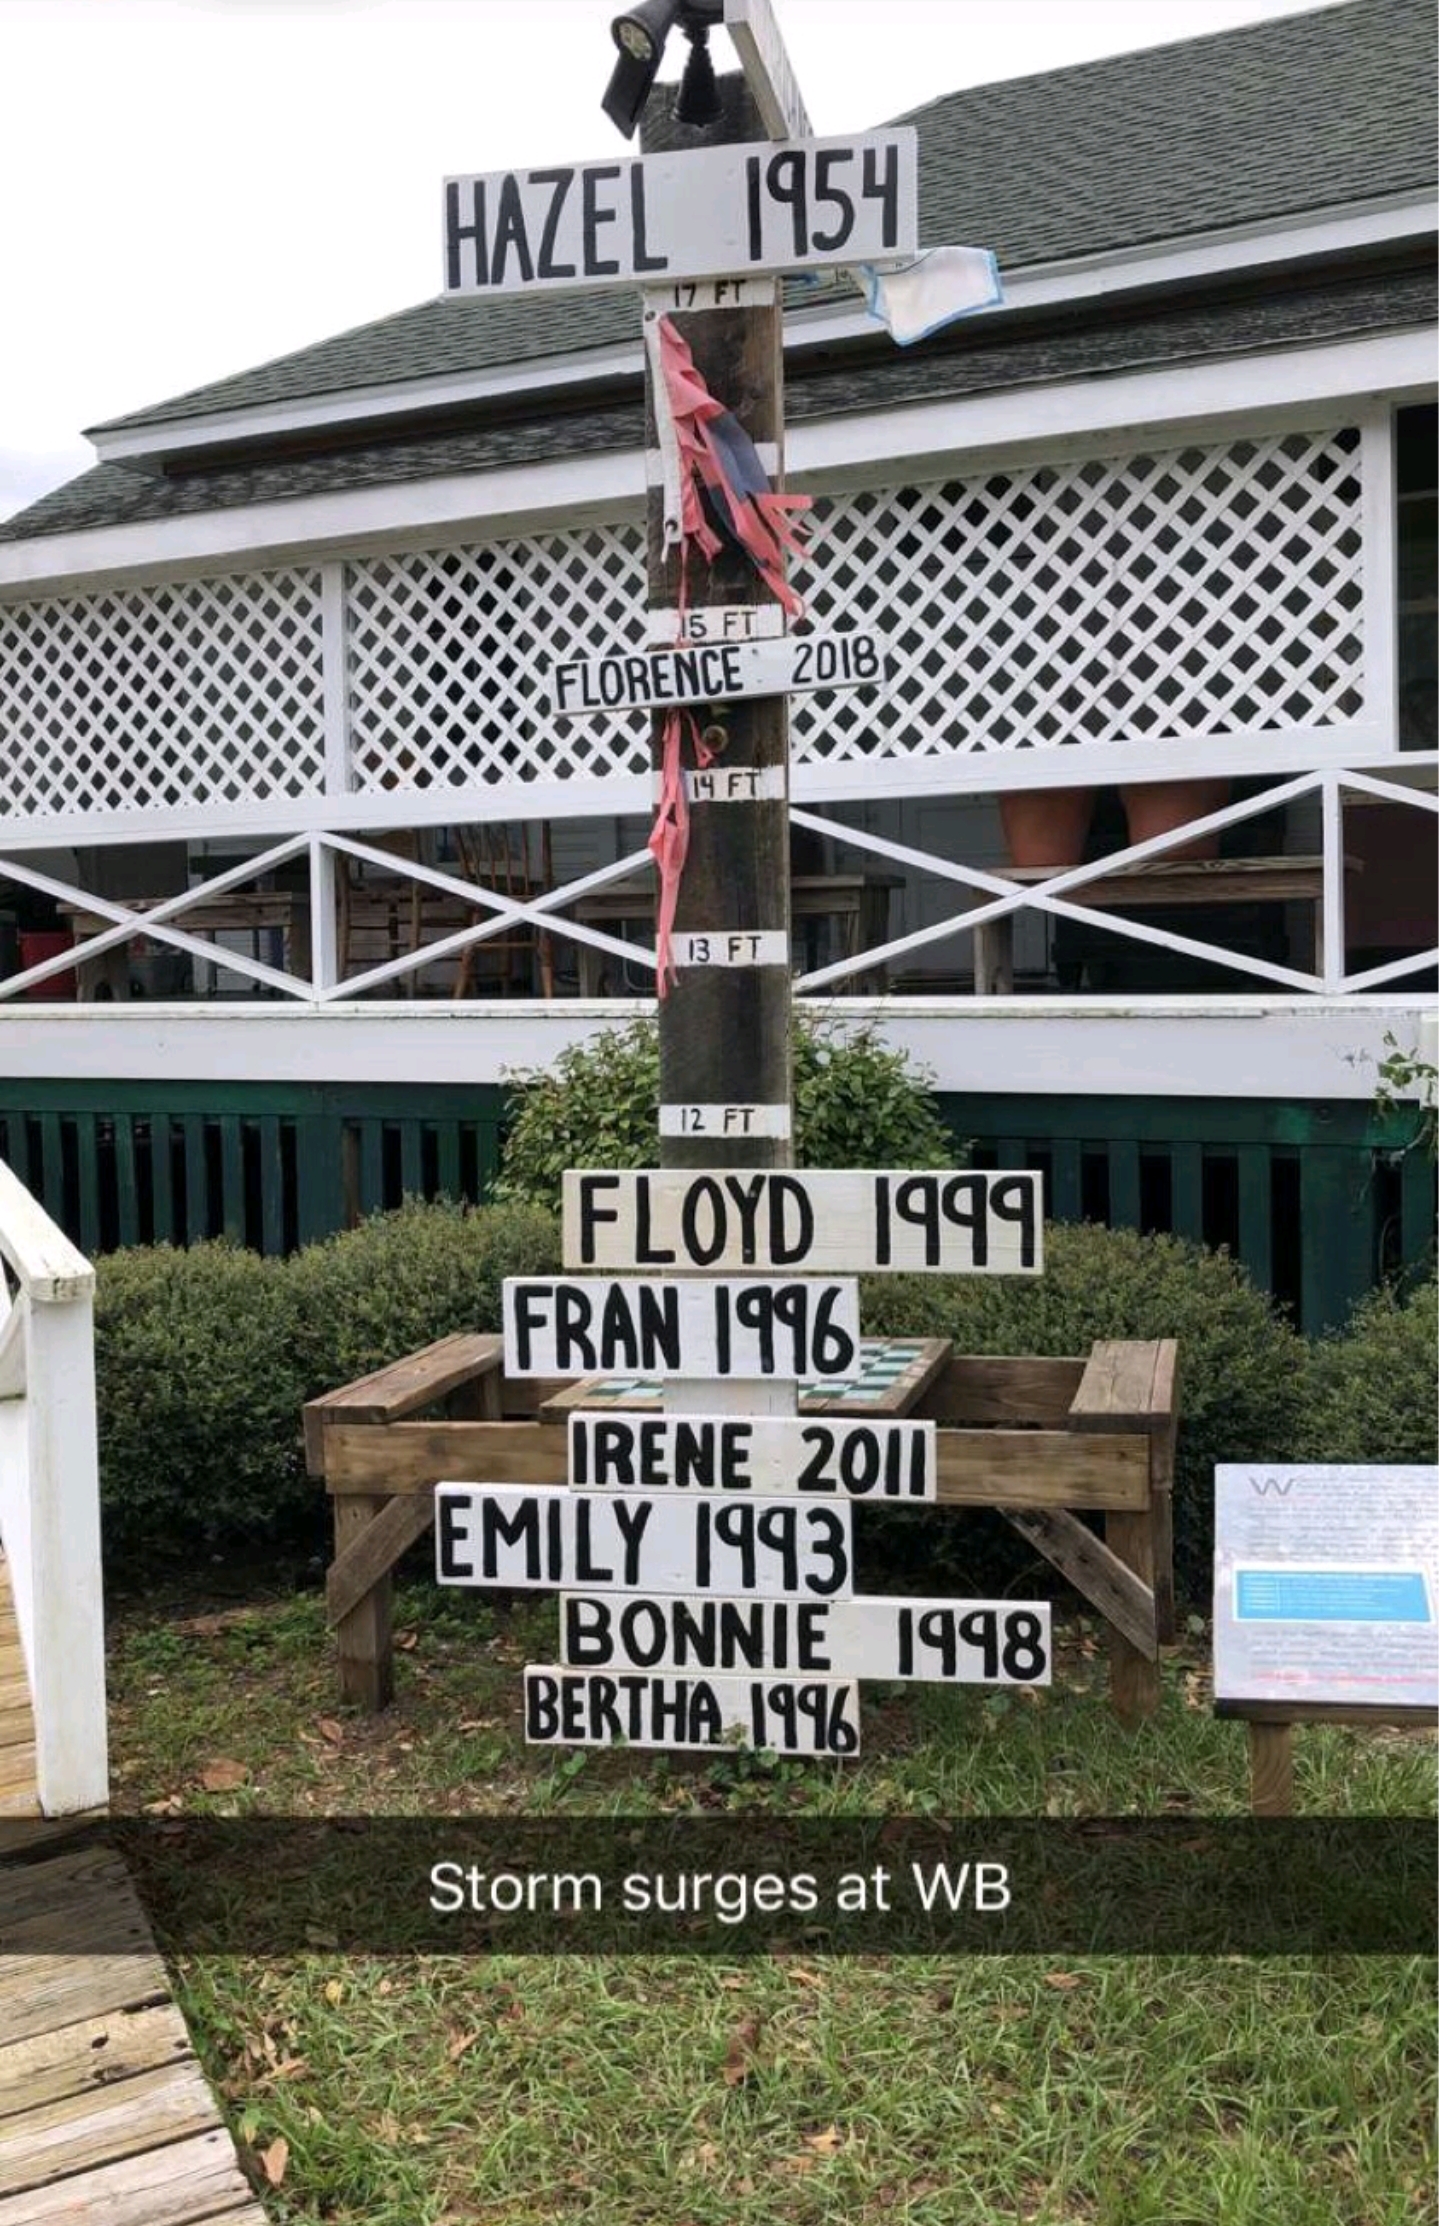 HAZEL 1954
17 FT
15 FT
FLORENCE 2018
14 FT
13 FT
12 FT
FLOYD 1999
FRAN 1996
IRENE 2011
EMILY 1993
BONNIE 1998
BERTHA 1996
Storm surges at WB